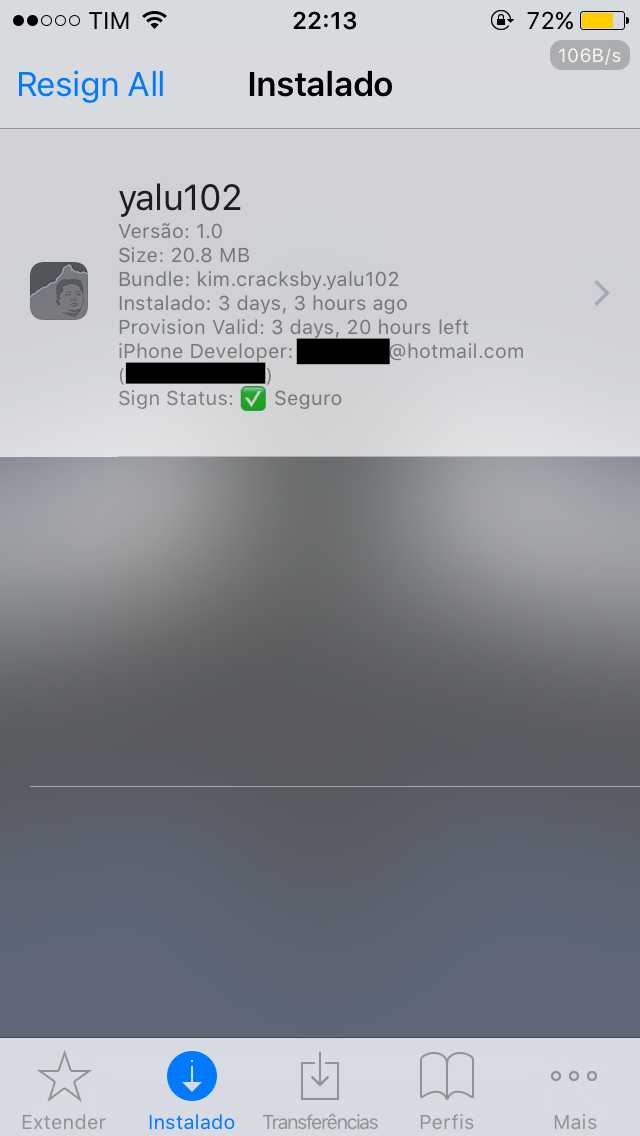 TIM 22:13 72%
106B/s
Resign All Instalado
yalu102
Versão: 1.0
Size: 20.8 MB
Bundle: kim.cracksby.yalu102
Instalado: 3 days, 3 hours ago
Provision Valid: 3 days, 20 hours left
iPhone Developer: @hotmail.com
()
Sign Status: ✅ Seguro
Extender Instalado Transferências Perfis Mais